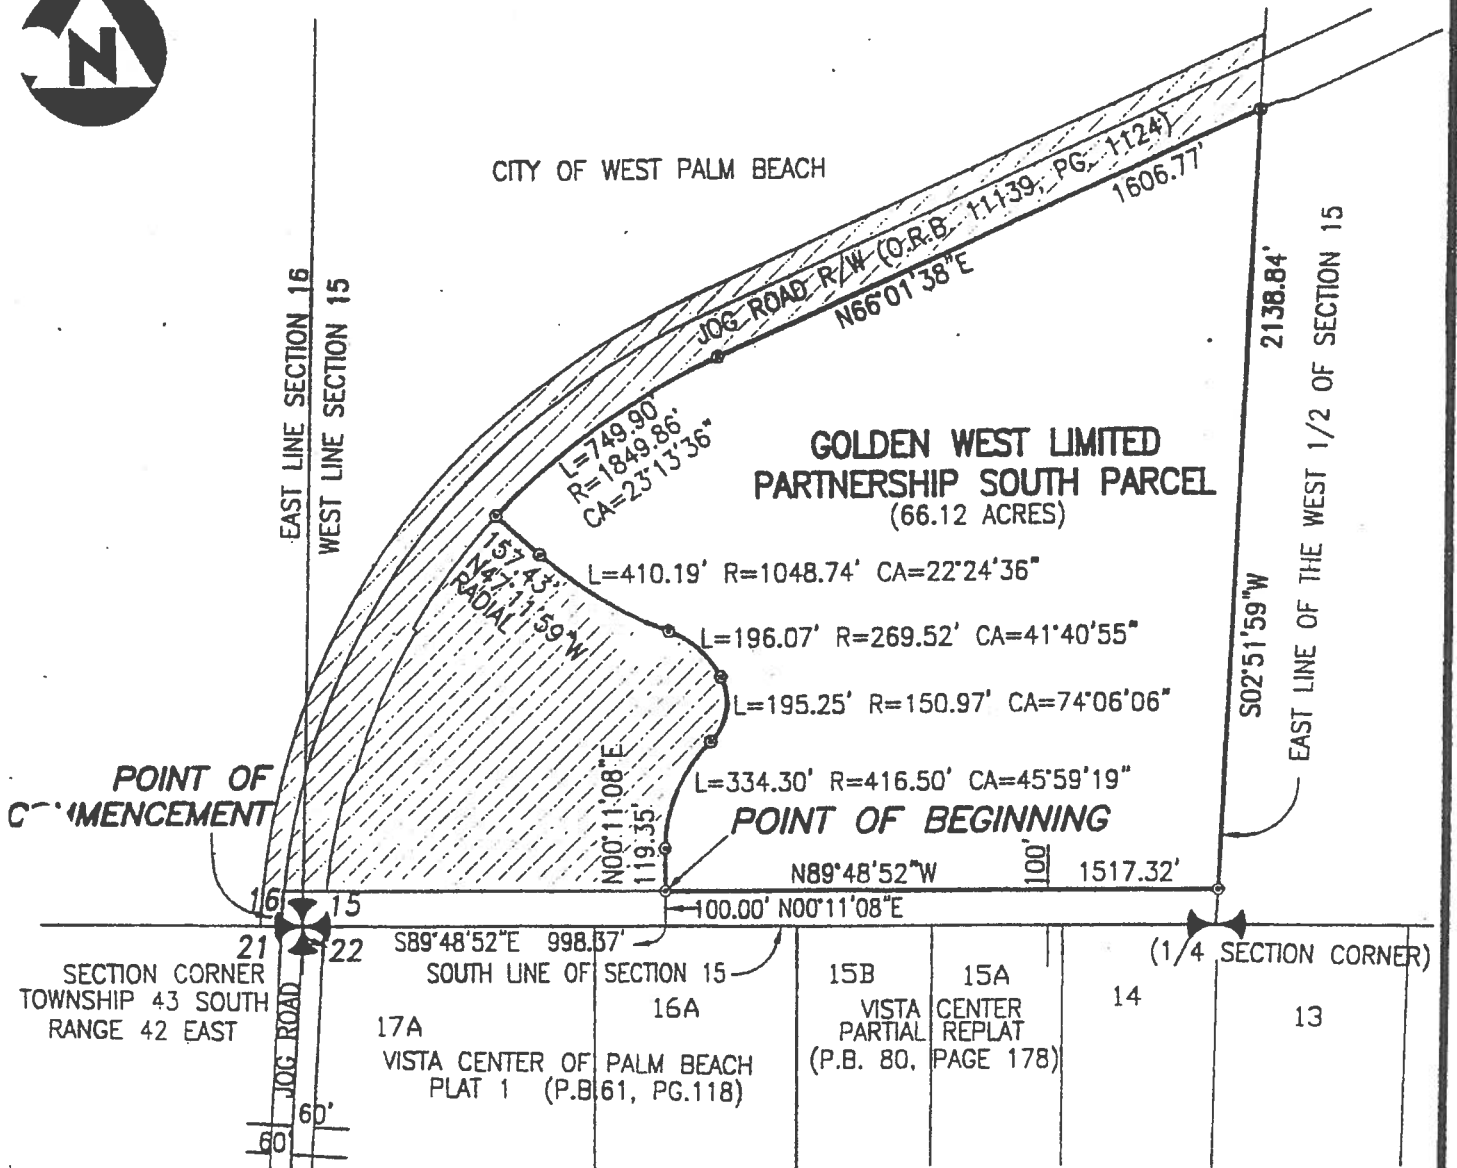 N
CITY OF WEST PALM BEACH
EAST LINE SECTION 16
WEST LINE SECTION 15
JOG ROAD R/W (O.R.B. 11139, PG. 1124)
1606.77'
N66°01'38"E
2138.84'
S02°51'59"W
EAST LINE OF THE WEST 1/2 OF SECTION 15
L=749.90'
R=1849.86'
CA=23°13'36"
GOLDEN WEST LIMITED
PARTNERSHIP SOUTH PARCEL
(66.12 ACRES)
157.43'
N47°11'59"W
RADIAL
L=410.19' R=1048.74' CA=22°24'36"
L=196.07' R=269.52' CA=41°40'55"
L=195.25' R=150.97' CA=74°06'06"
L=334.30' R=416.50' CA=45°59'19"
N00°11'08"E
119.35'
POINT OF
POINT OF BEGINNING
N89°48'52"W
100'
1517.32'
16
15
100.00' N00°11'08"E
21
22
S89°48'52"E 998.37'
SOUTH LINE OF SECTION 15
(1/4 SECTION CORNER)
SECTION CORNER
TOWNSHIP 43 SOUTH
RANGE 42 EAST
JOG ROAD
17A
16A
15B
15A
14
13
VISTA CENTER OF PALM BEACH
PLAT 1 (P.B.61, PG.118)
VISTA CENTER
PARTIAL REPLAT
(P.B. 80, PAGE 178)
60'
60'